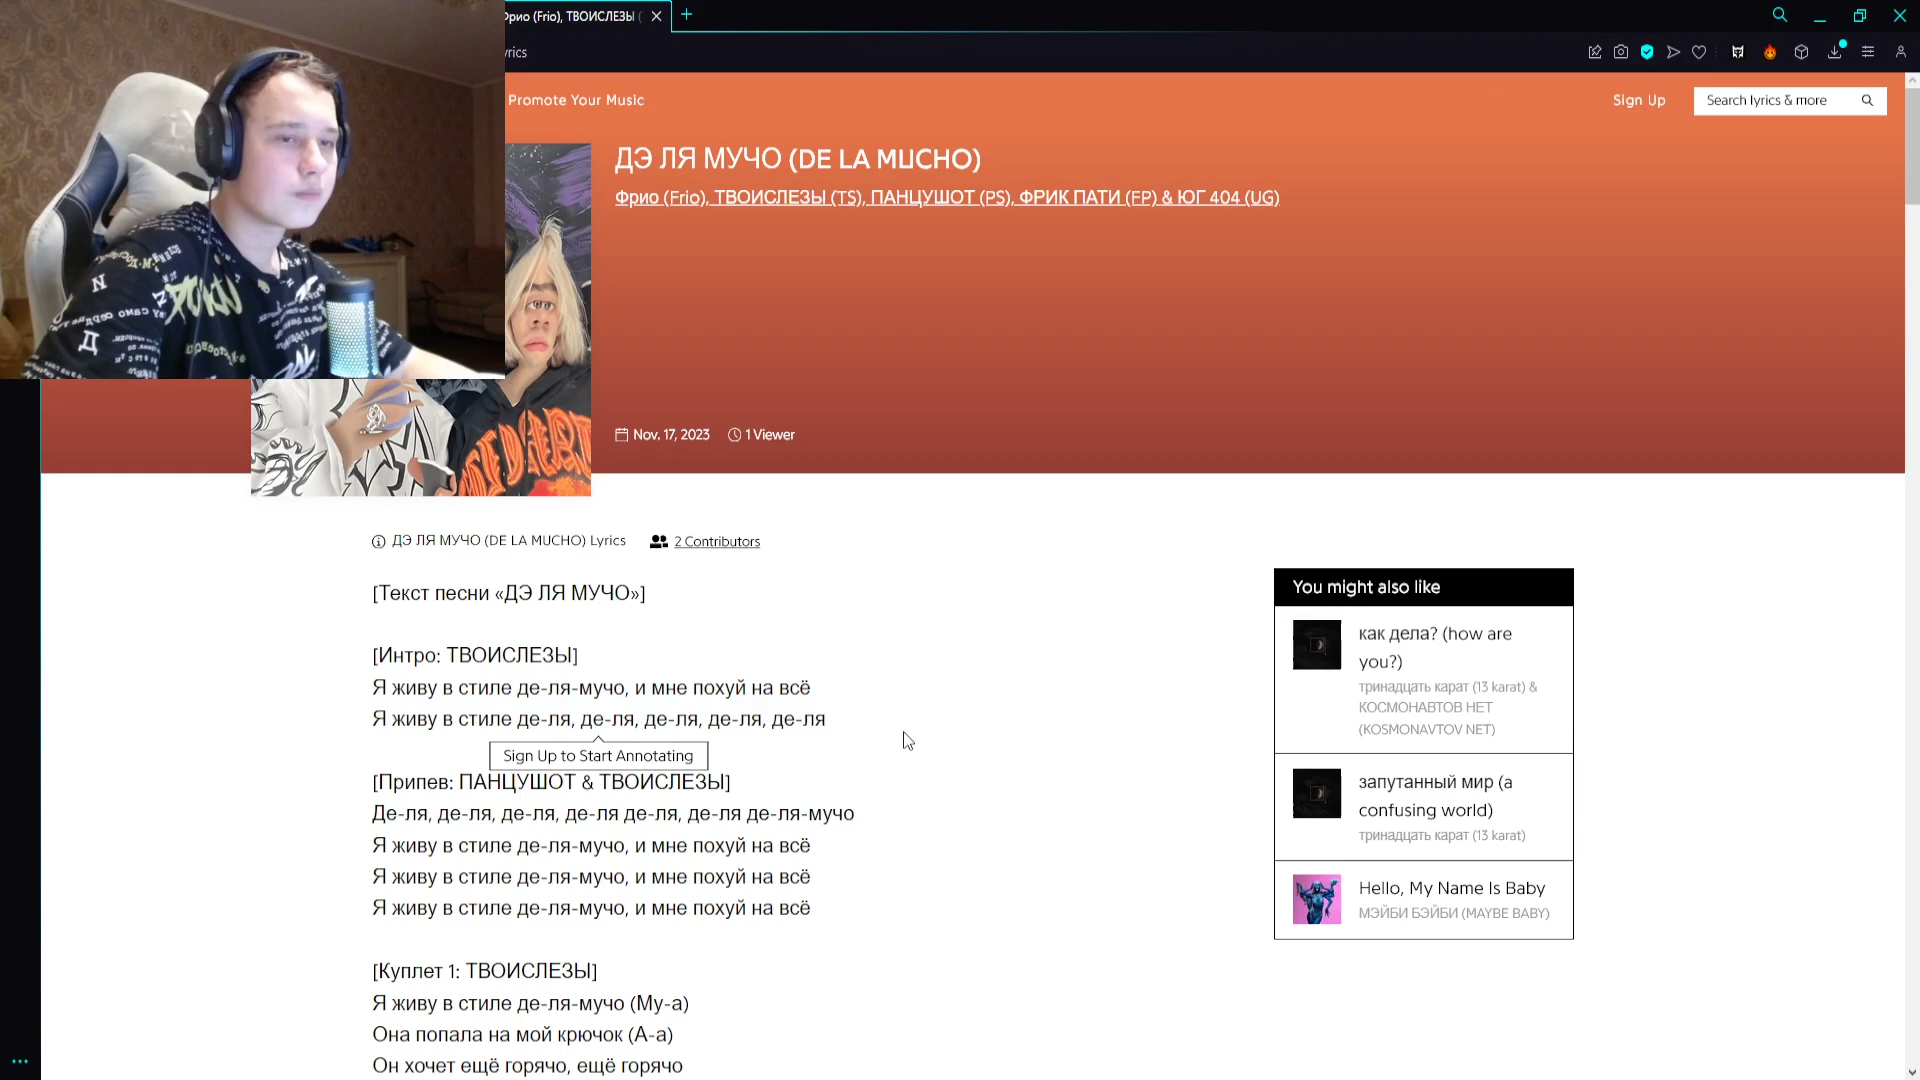 Фрио (Frio), ТВОИСЛЕЗЫ (
yrics
Promote Your Music
Sign Up
Search lyrics & more
ДЭ ЛЯ МУЧО (DE LA MUCHO)
Фрио (Frio), ТВОИСЛЕЗЫ (TS), ПАНЦУШОТ (PS), ФРИК ПАТИ (FP) & ЮГ 404 (UG)
Nov. 17, 2023
1 Viewer
ДЭ ЛЯ МУЧО (DE LA MUCHO) Lyrics
2 Contributors
[Текст песни «ДЭ ЛЯ МУЧО»]
[Интро: ТВОИСЛЕЗЫ]
Я живу в стиле де-ля-мучо, и мне похуй на всё
Я живу в стиле де-ля, де-ля, де-ля, де-ля, де-ля
Sign Up to Start Annotating
[Припев: ПАНЦУШОТ & ТВОИСЛЕЗЫ]
Де-ля, де-ля, де-ля, де-ля де-ля, де-ля де-ля-мучо
Я живу в стиле де-ля-мучо, и мне похуй на всё
Я живу в стиле де-ля-мучо, и мне похуй на всё
Я живу в стиле де-ля-мучо, и мне похуй на всё
[Куплет 1: ТВОИСЛЕЗЫ]
Я живу в стиле де-ля-мучо (Му-а)
Она попала на мой крючок (А-а)
Он хочет ещё горячо, ещё горячо
You might also like
как дела? (how are
you?)
тринадцать карат (13 karat) &
КОСМОНАВТОВ НЕТ
(KOSMONAVTOV NET)
запутанный мир (a
confusing world)
тринадцать карат (13 karat)
Hello, My Name Is Baby
МЭЙБИ БЭЙБИ (MAYBE BABY)